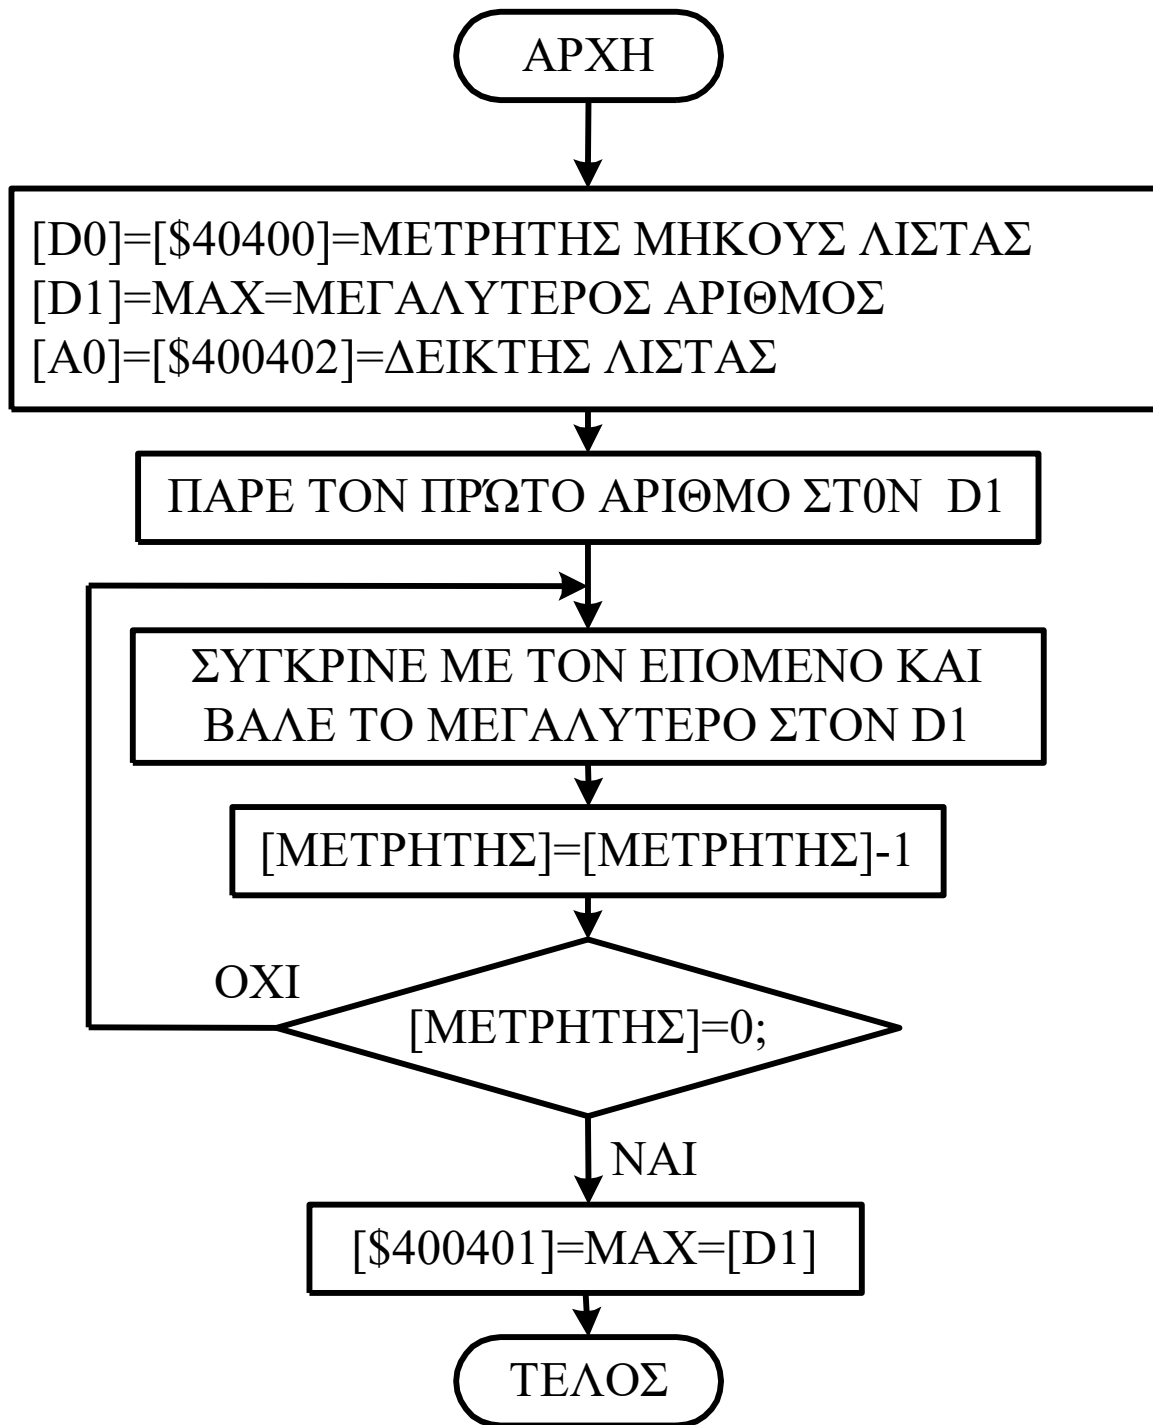 ΑΡΧΗ
[D0]=[$40400]=ΜΕΤΡΗΤΗΣ ΜΗΚΟΥΣ ΛΙΣΤΑΣ
[D1]=MAX=ΜΕΓΑΛΥΤΕΡΟΣ ΑΡΙΘΜΟΣ
[A0]=[$400402]=ΔΕΙΚΤΗΣ ΛΙΣΤΑΣ
ΠΑΡΕ ΤΟΝ ΠΡΏΤΟ ΑΡΙΘΜΟ ΣΤ0Ν D1
ΣΥΓΚΡΙΝΕ ΜΕ ΤΟΝ ΕΠΟΜΕΝΟ ΚΑΙ
ΒΑΛΕ ΤΟ ΜΕΓΑΛΥΤΕΡΟ ΣΤΟΝ D1
[ΜΕΤΡΗΤΗΣ]=[ΜΕΤΡΗΤΗΣ]-1
ΟΧΙ
[ΜΕΤΡΗΤΗΣ]=0;
ΝΑΙ
[$400401]=MAX=[D1]
ΤΕΛΟΣ